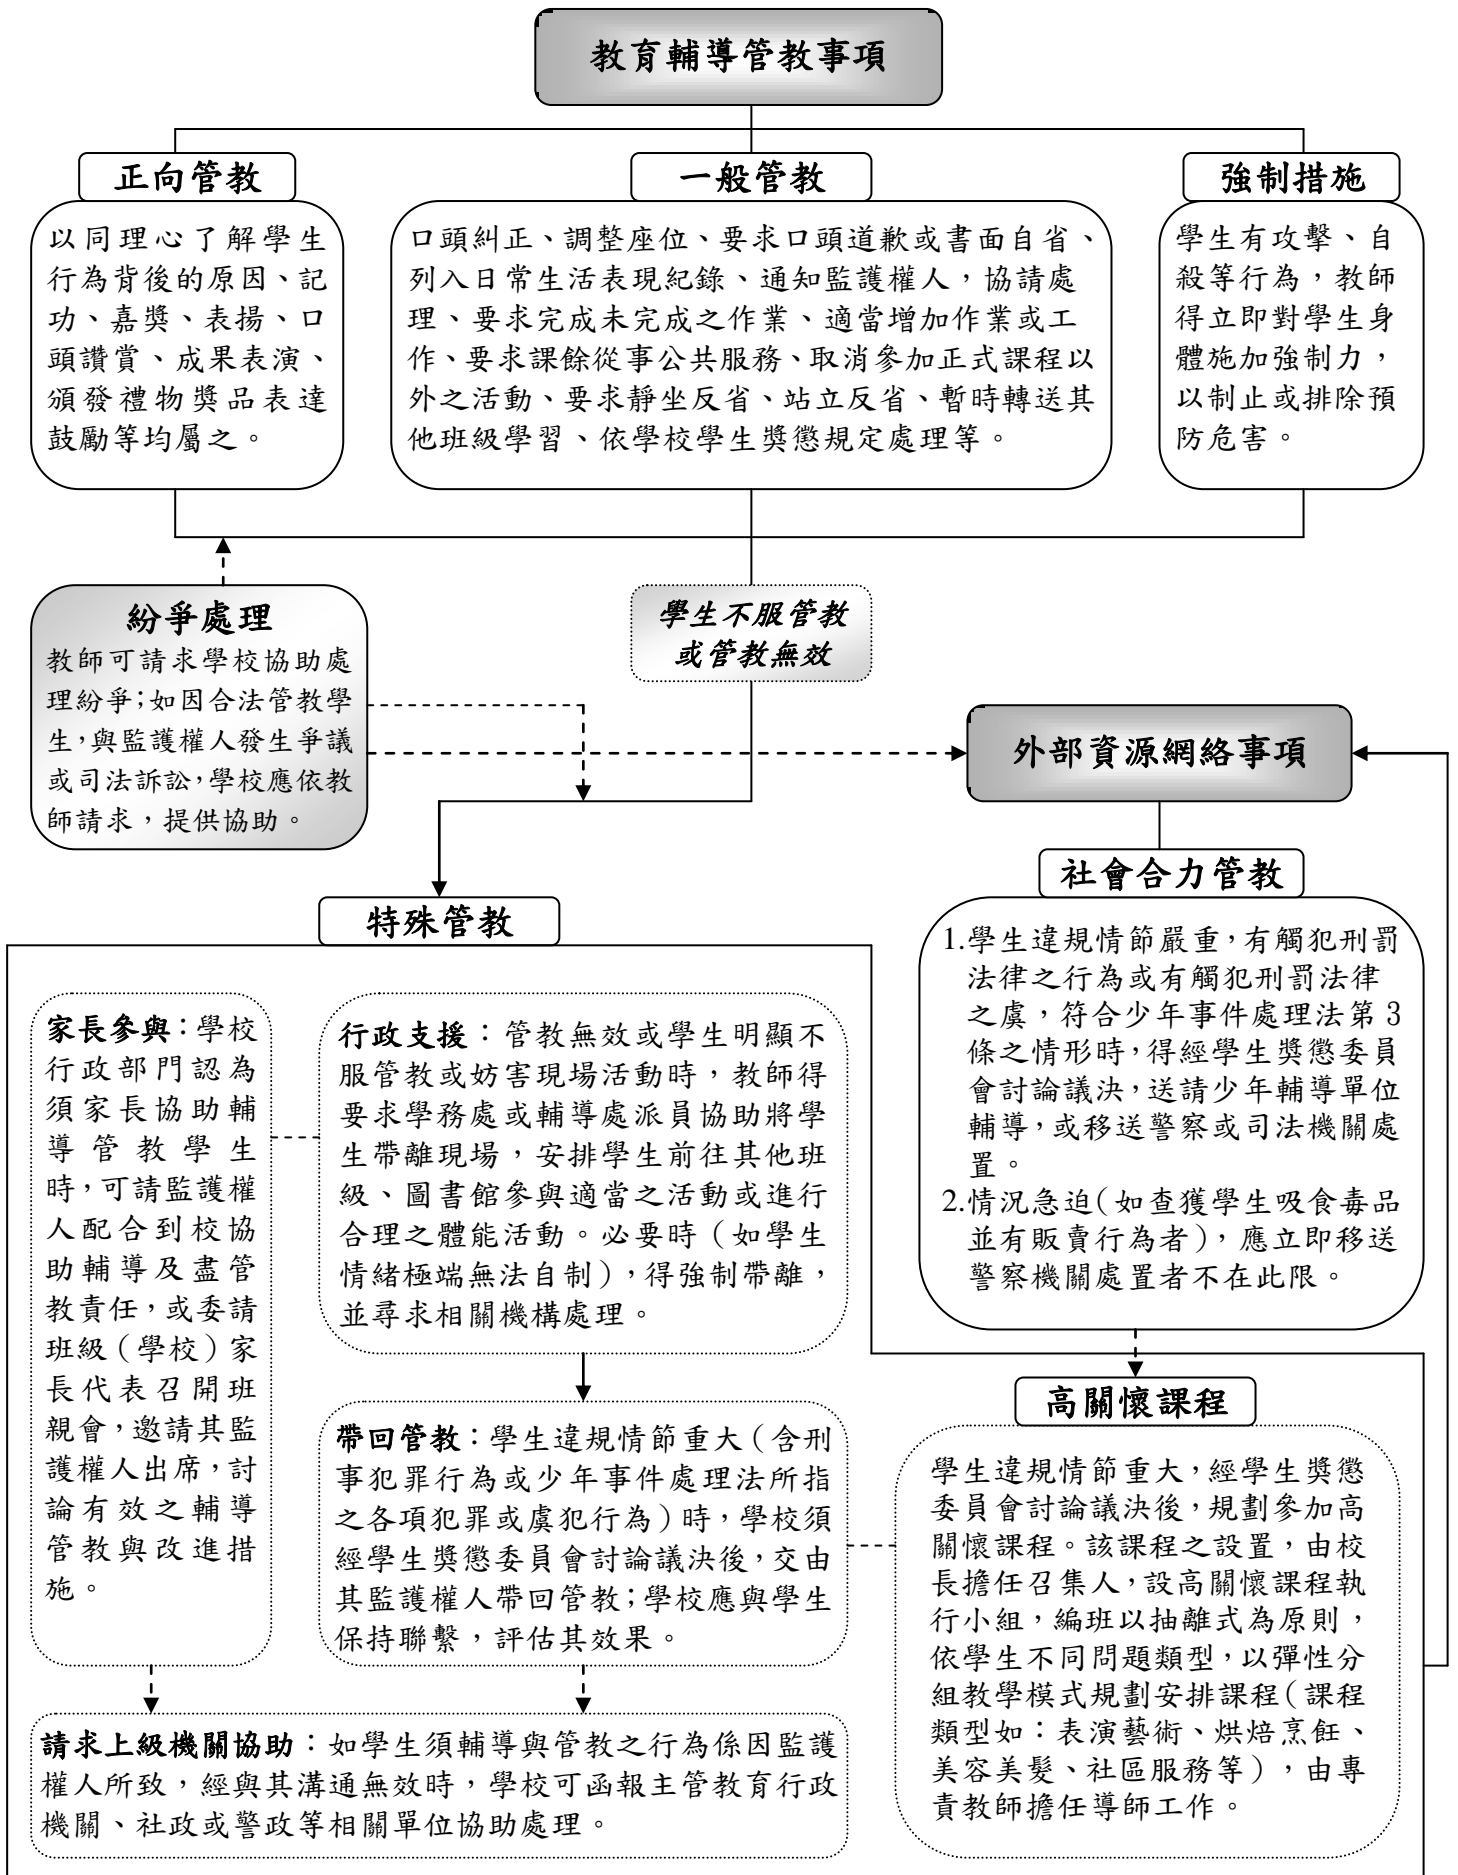 教育輔導管教事項
正向管教
以同理心了解學生
行為背後的原因、記
功、嘉獎、表揚、口
頭讚賞、成果表演、
頒發禮物獎品表達
鼓勵等均屬之。
一般管教
口頭糾正、調整座位、要求口頭道歉或書面自省、
列入日常生活表現紀錄、通知監護權人，協請處
理、要求完成未完成之作業、適當增加作業或工
作、要求課餘從事公共服務、取消參加正式課程以
外之活動、要求靜坐反省、站立反省、暫時轉送其
他班級學習、依學校學生獎懲規定處理等。
強制措施
學生有攻擊、自
殺等行為，教師
得立即對學生身
體施加強制力，
以制止或排除預
防危害。
紛爭處理
教師可請求學校協助處
理紛爭；如因合法管教學
生，與監護權人發生爭議
或司法訴訟，學校應依教
師請求，提供協助。
學生不服管教
或管教無效
外部資源網絡事項
社會合力管教
1.學生違規情節嚴重，有觸犯刑罰
法律之行為或有觸犯刑罰法律
之虞，符合少年事件處理法第 3
條之情形時，得經學生獎懲委員
會討論議決，送請少年輔導單位
輔導，或移送警察或司法機關處
置。
2.情況急迫（如查獲學生吸食毒品
並有販賣行為者），應立即移送
警察機關處置者不在此限。
特殊管教
家長參與：學校
行政部門認為
須家長協助輔
導管教學生
時，可請監護權
人配合到校協
助輔導及盡管
教責任，或委請
班級（學校）家
長代表召開班
親會，邀請其監
護權人出席，討
論有效之輔導
管教與改進措
施。
行政支援：管教無效或學生明顯不
服管教或妨害現場活動時，教師得
要求學務處或輔導處派員協助將學
生帶離現場，安排學生前往其他班
級、圖書館參與適當之活動或進行
合理之體能活動。必要時（如學生
情緒極端無法自制），得強制帶離，
並尋求相關機構處理。
帶回管教：學生違規情節重大（含刑
事犯罪行為或少年事件處理法所指
之各項犯罪或虞犯行為）時，學校須
經學生獎懲委員會討論議決後，交由
其監護權人帶回管教；學校應與學生
保持聯繫，評估其效果。
高關懷課程
學生違規情節重大，經學生獎懲
委員會討論議決後，規劃參加高
關懷課程。該課程之設置，由校
長擔任召集人，設高關懷課程執
行小組，編班以抽離式為原則，
依學生不同問題類型，以彈性分
組教學模式規劃安排課程（課程
類型如：表演藝術、烘焙烹飪、
美容美髮、社區服務等），由專
責教師擔任導師工作。
請求上級機關協助：如學生須輔導與管教之行為係因監護
權人所致，經與其溝通無效時，學校可函報主管教育行政
機關、社政或警政等相關單位協助處理。